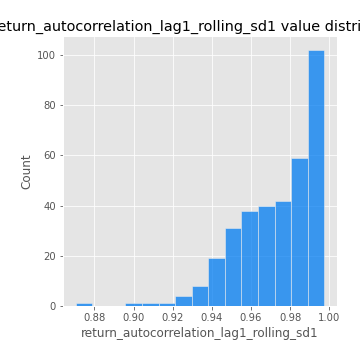 eturn_autocorrelation_lag1_rolling_sd1 value distri
100
80
60
40
20
0
Count
0.88 0.90 0.92 0.94 0.96 0.98 1.00
return_autocorrelation_lag1_rolling_sd1